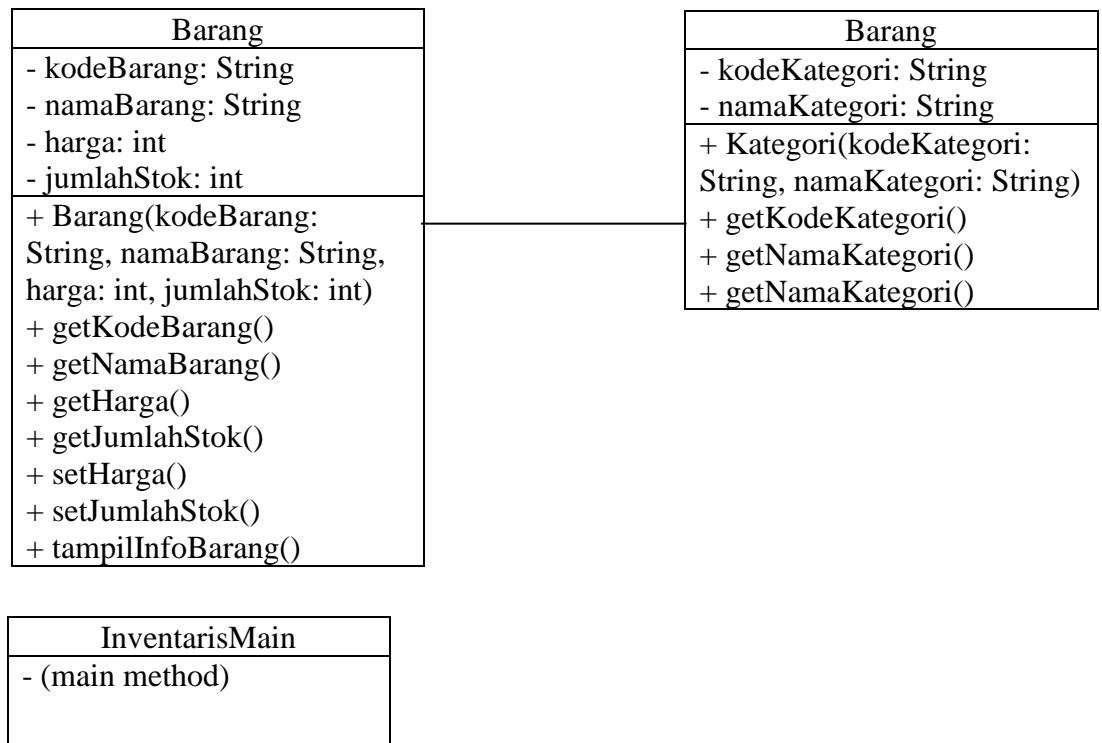 Barang
- kodeBarang: String
- namaBarang: String
- harga: int
- jumlahStok: int
+ Barang(kodeBarang:
String, namaBarang: String,
harga: int, jumlahStok: int)
+ getKodeBarang()
+ getNamaBarang()
+ getHarga()
+ getJumlahStok()
+ setHarga()
+ setJumlahStok()
+ tampilInfoBarang()
Barang
- kodeKategori: String
- namaKategori: String
+ Kategori(kodeKategori:
String, namaKategori: String)
+ getKodeKategori()
+ getNamaKategori()
+ getNamaKategori()
InventarisMain
- (main method)